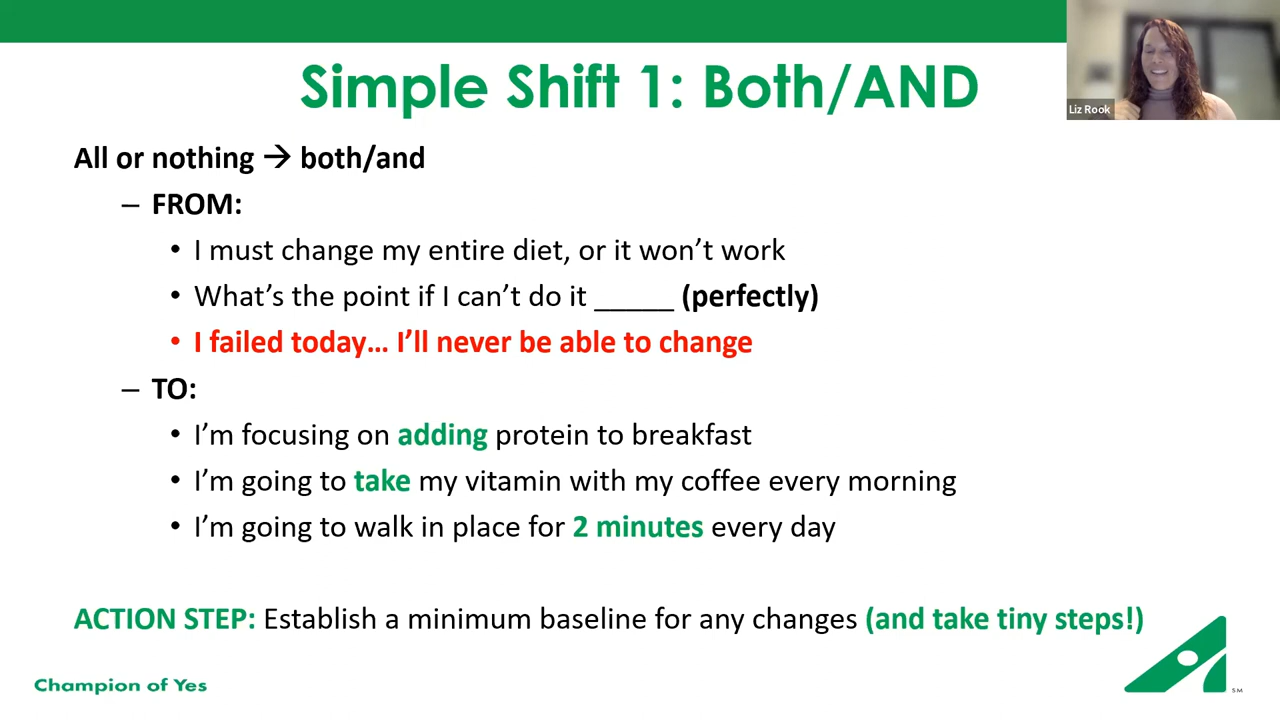 Simple Shift 1: Both/AND
Liz Rook
All or nothing → both/and
– FROM:
• I must change my entire diet, or it won’t work
• What’s the point if I can’t do it _____ (perfectly)
• I failed today… I’ll never be able to change
– TO:
• I’m focusing on adding protein to breakfast
• I’m going to take my vitamin with my coffee every morning
• I’m going to walk in place for 2 minutes every day
ACTION STEP: Establish a minimum baseline for any changes (and take tiny steps!)
Champion of Yes
SM